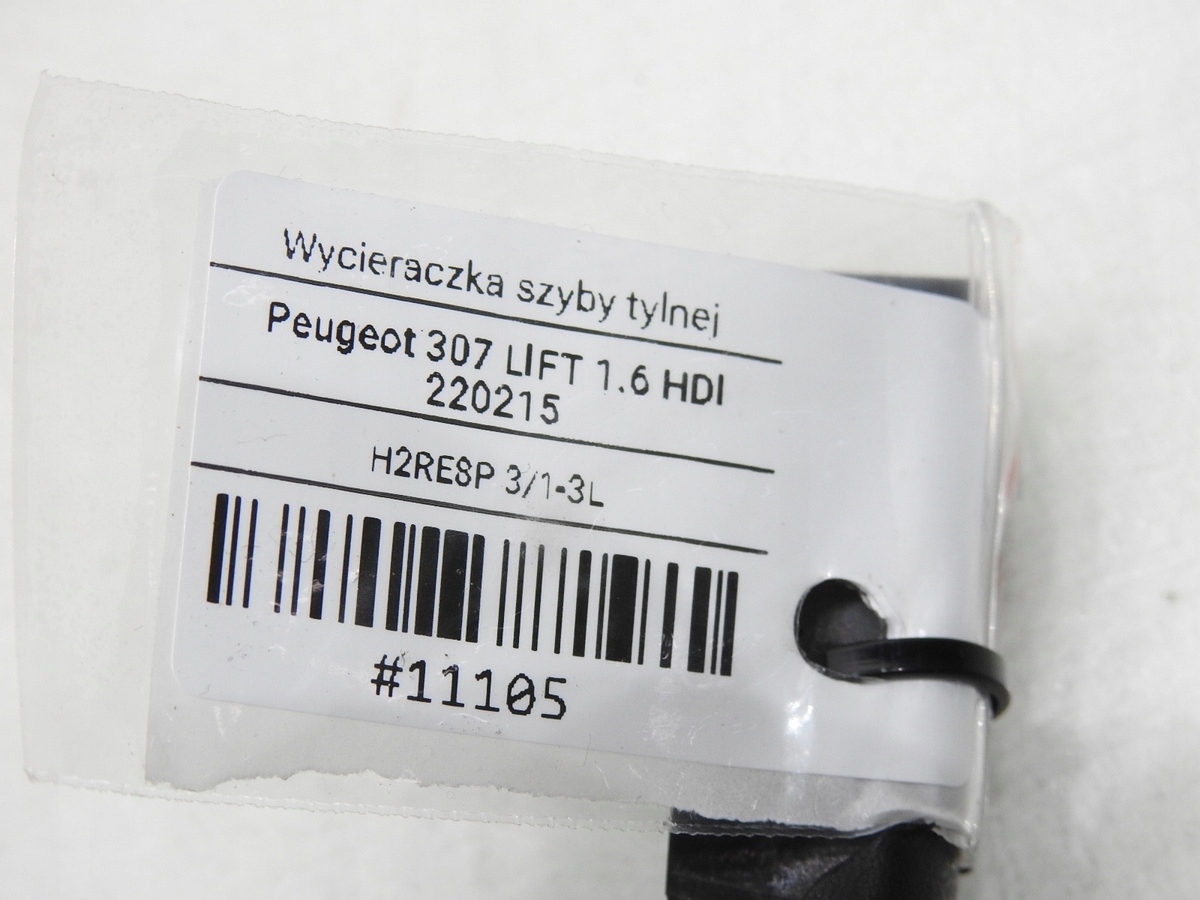 Wycieraczka szyby tylnej
Peugeot 307 LIFT 1.6 HDI
220215
H2RE8P 3/1-3L
#11105